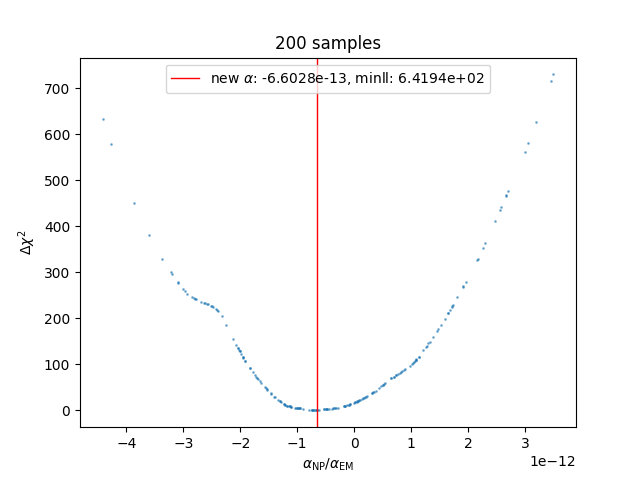 200 samples
new α: -6.6028e-13, minll: 6.4194e+02
Δχ²
700
600
500
400
300
200
100
0
−4 −3 −2 −1 0 1 2 3
1e−12
α_NP/α_EM